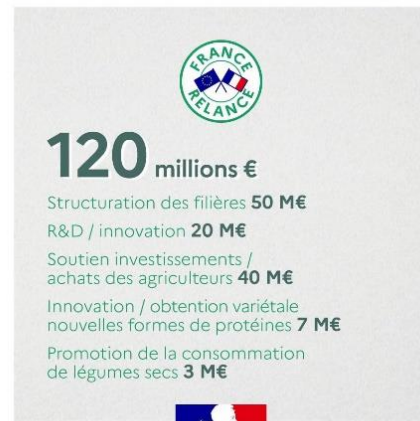 FRANCE
RELANCE
120 millions €
Structuration des filières 50 M€
R&D / innovation 20 M€
Soutien investissements /
achats des agriculteurs 40 M€
Innovation / obtention variétale
nouvelles formes de protéines 7 M€
Promotion de la consommation
de légumes secs 3 M€